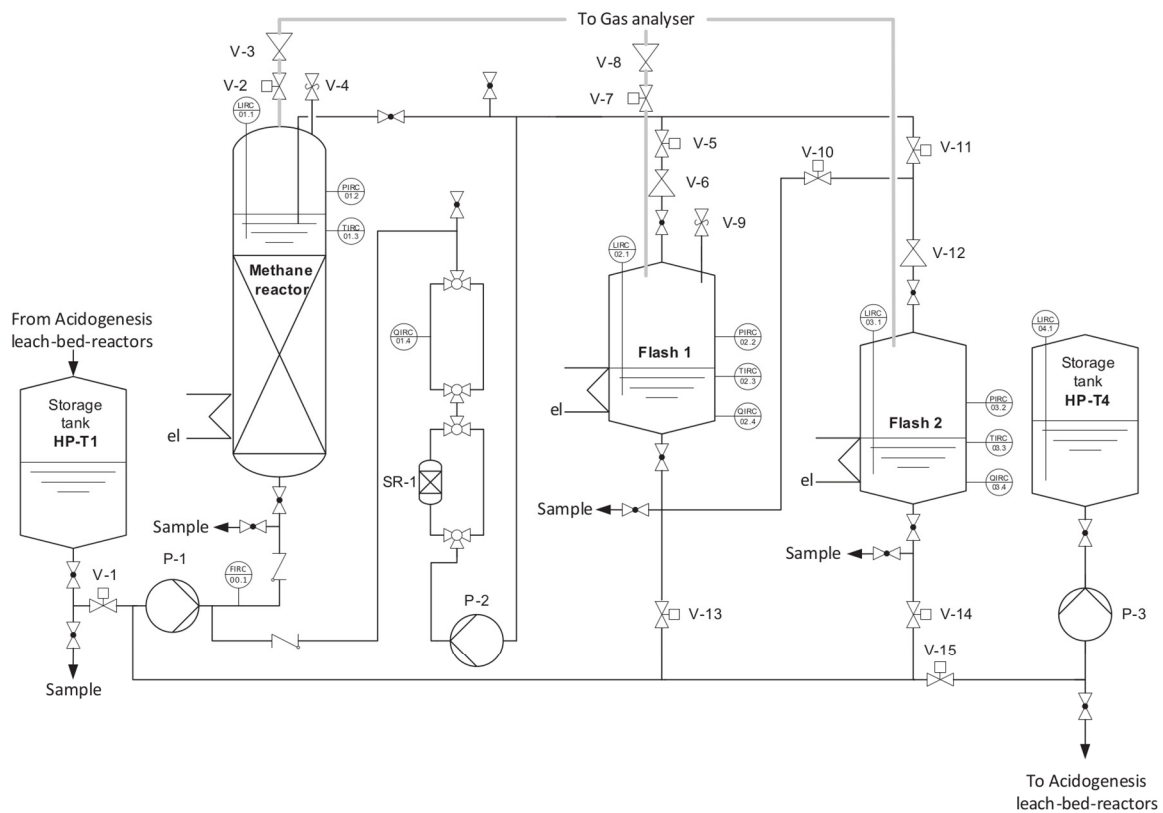 To Gas analyser
V-3
V-8
V-2
V-4
V-7
LIRC
01.1
V-5
V-10
V-11
V-6
PIRC
01.2
V-9
TIRC
01.3
LIRC
02.1
V-12
Methane
reactor
From Acidogenesis
leach-bed-reactors
QIRC
01.4
LIRC
03.1
LIRC
04.1
PIRC
02.2
Flash 1
TIRC
02.3
Storage
tank
HP-T4
Storage
tank
HP-T1
el
el
QIRC
02.4
PIRC
03.2
Flash 2
TIRC
03.3
el
QIRC
03.4
SR-1
Sample
Sample
Sample
P-1
FIRC
00.1
V-1
P-2
V-13
V-14
P-3
V-15
Sample
To Acidogenesis
leach-bed-reactors